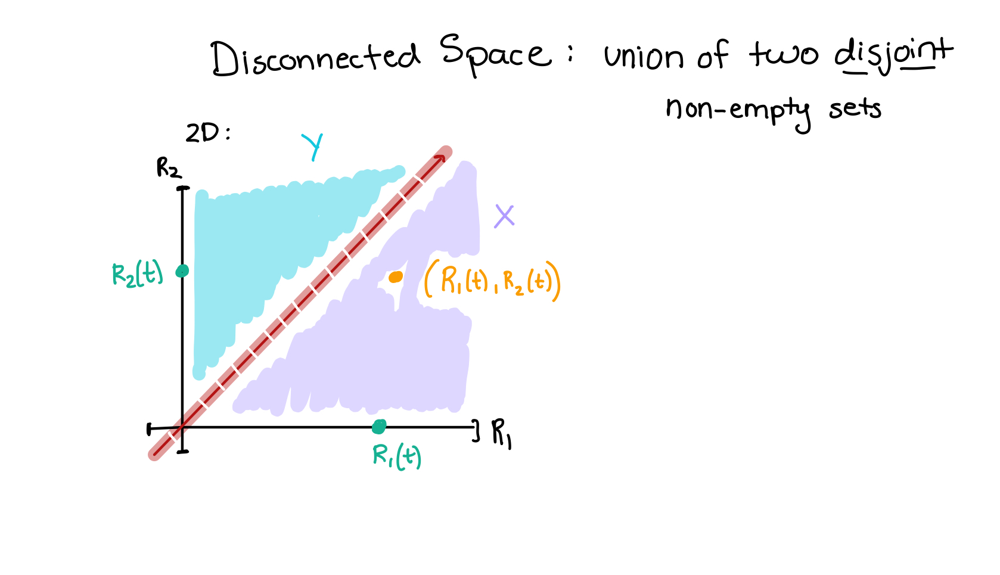 Disconnected Space: union of two disjoint
non-empty sets
2D:
Y
R₂
X
R₂(t)
(R₁(t), R₂(t))
R₁
R₁(t)